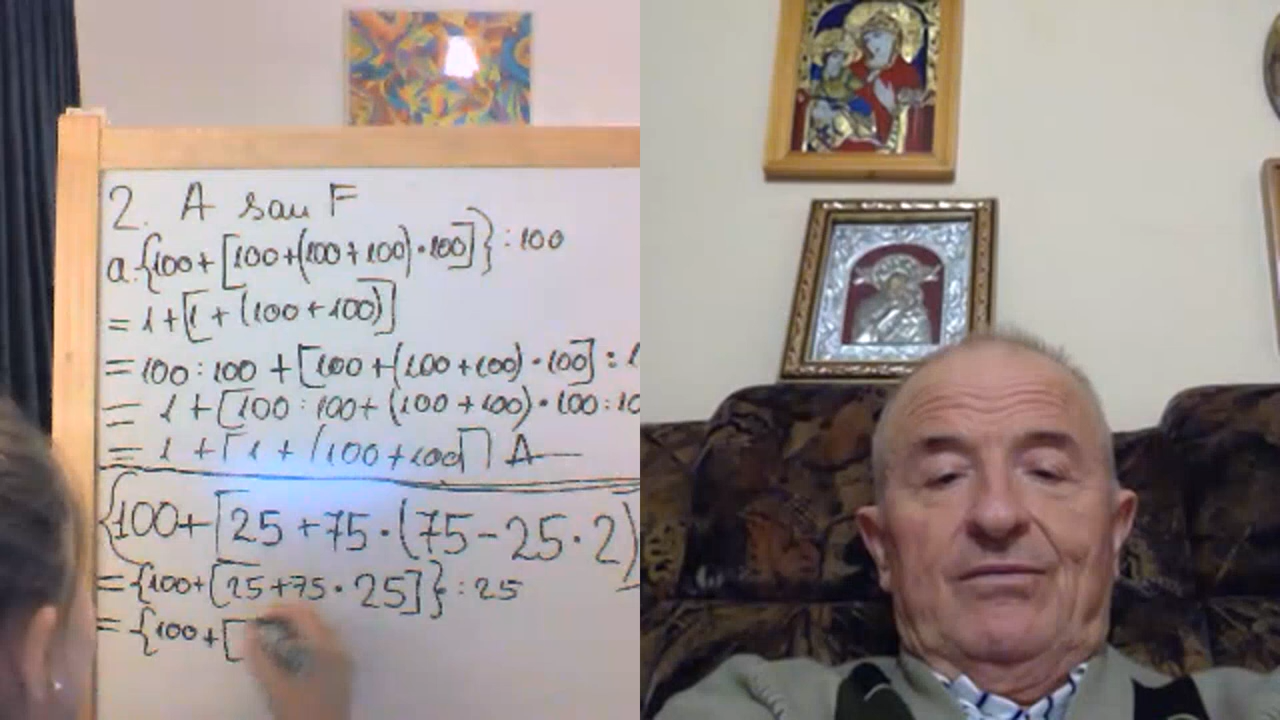 2. A sau F
a. {100+[100+(100+100)·100]}:100
= 1+[1+(100+100)]
= 100:100+[100+(100+100)·100]:1
= 1+[100:100+(100+100)·100:10
= 1+[1+(100+100)] A
{100+[25+75·(75-25·2)
={100+[25+75·25]}:25
={100+[